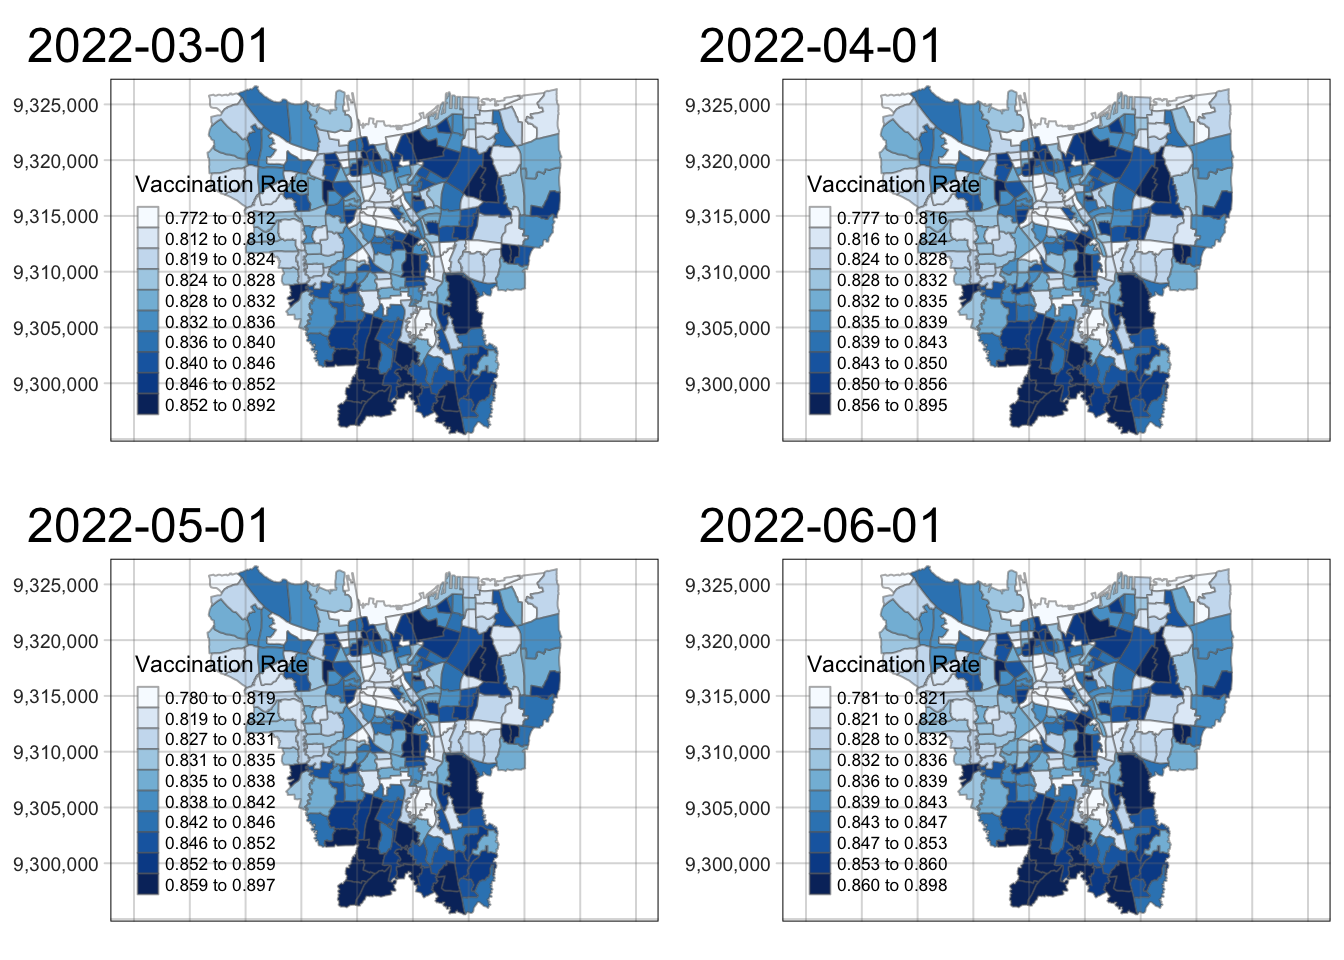 2022-03-01
9,325,000
9,320,000
9,315,000
9,310,000
9,305,000
9,300,000
Vaccination Rate
0.772 to 0.812
0.812 to 0.819
0.819 to 0.824
0.824 to 0.828
0.828 to 0.832
0.832 to 0.836
0.836 to 0.840
0.840 to 0.846
0.846 to 0.852
0.852 to 0.892
2022-04-01
9,325,000
9,320,000
9,315,000
9,310,000
9,305,000
9,300,000
Vaccination Rate
0.777 to 0.816
0.816 to 0.824
0.824 to 0.828
0.828 to 0.832
0.832 to 0.835
0.835 to 0.839
0.839 to 0.843
0.843 to 0.850
0.850 to 0.856
0.856 to 0.895
2022-05-01
9,325,000
9,320,000
9,315,000
9,310,000
9,305,000
9,300,000
Vaccination Rate
0.780 to 0.819
0.819 to 0.827
0.827 to 0.831
0.831 to 0.835
0.835 to 0.838
0.838 to 0.842
0.842 to 0.846
0.846 to 0.852
0.852 to 0.859
0.859 to 0.897
2022-06-01
9,325,000
9,320,000
9,315,000
9,310,000
9,305,000
9,300,000
Vaccination Rate
0.781 to 0.821
0.821 to 0.828
0.828 to 0.832
0.832 to 0.836
0.836 to 0.839
0.839 to 0.843
0.843 to 0.847
0.847 to 0.853
0.853 to 0.860
0.860 to 0.898